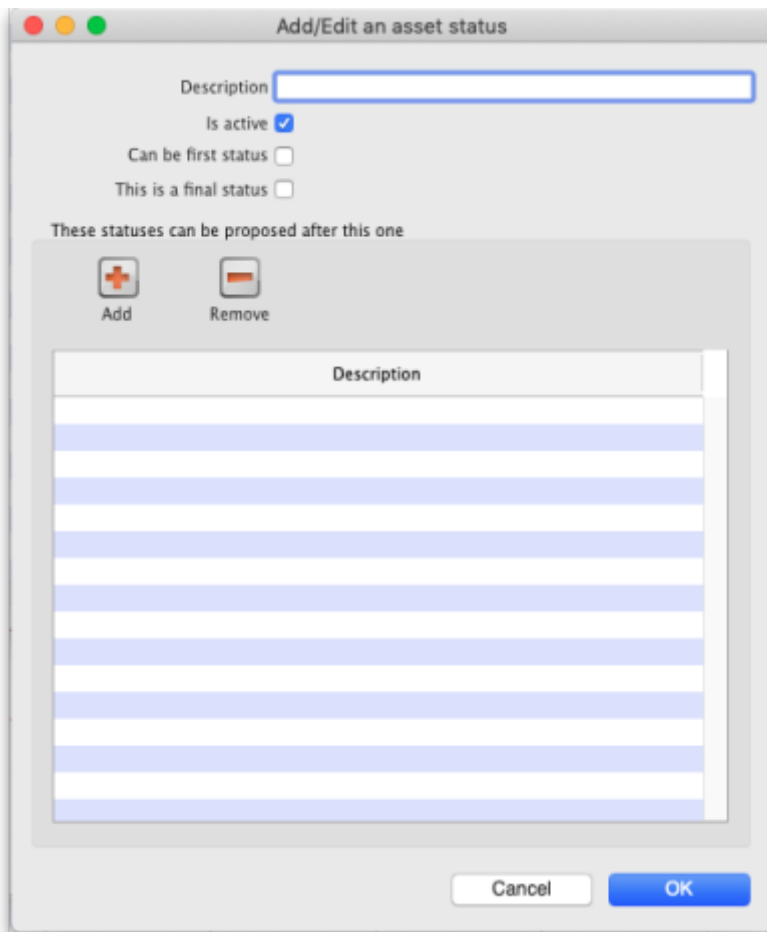 Add/Edit an asset status
Description
Is active
Can be first status
This is a final status
These statuses can be proposed after this one
Add Remove
Description
Cancel OK